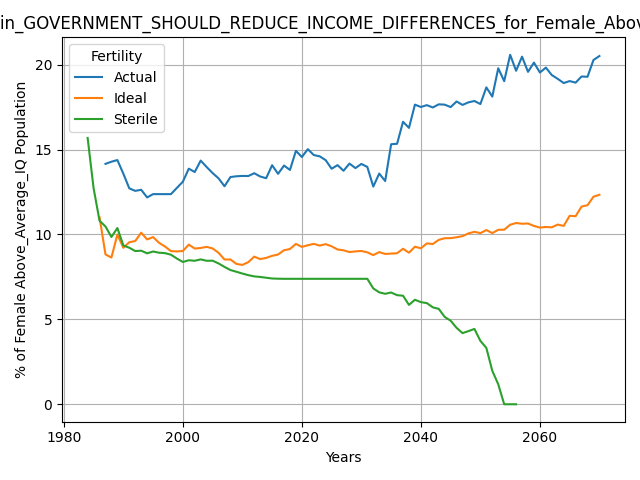 in_GOVERNMENT_SHOULD_REDUCE_INCOME_DIFFERENCES_for_Female_Abov
Fertility
Actual
Ideal
Sterile
% of Female Above_Average_IQ Population
20
15
10
5
0
1980
2000
2020
2040
2060
Years